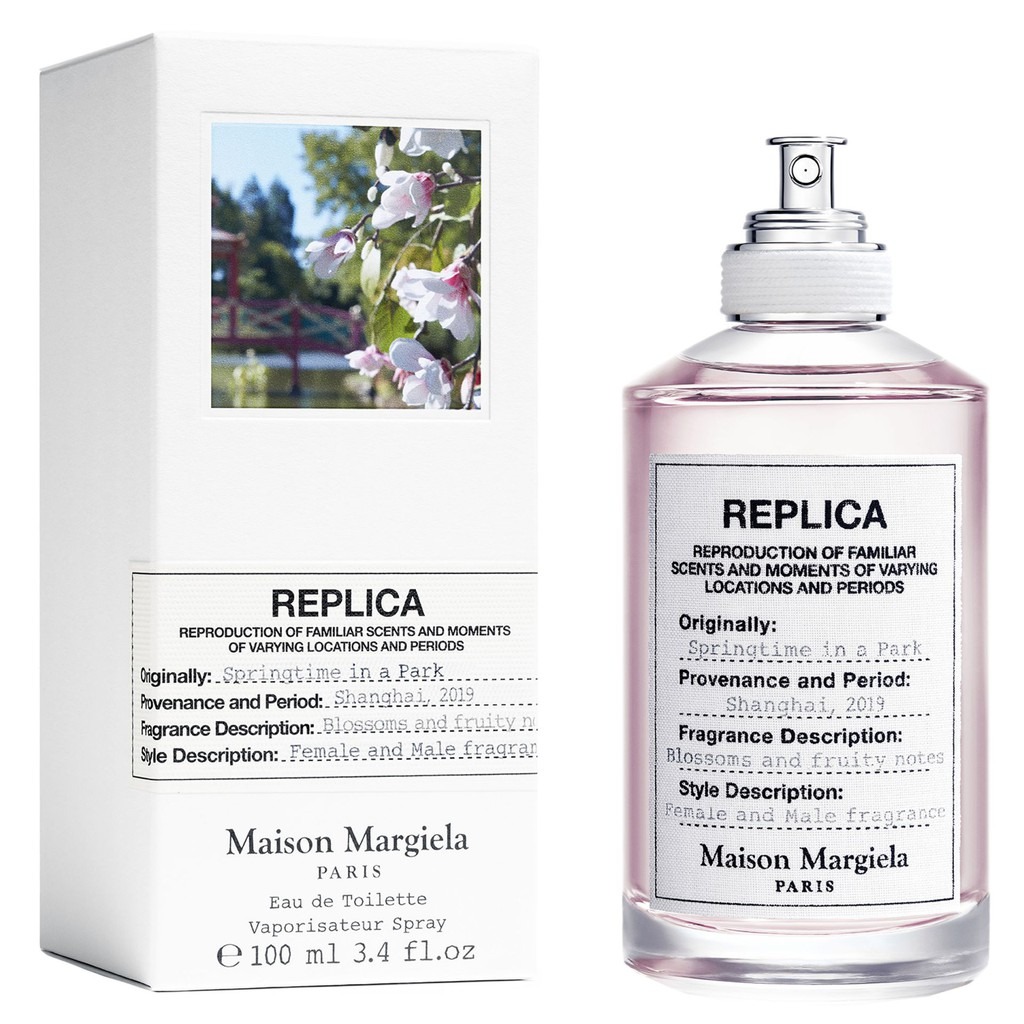 REPLICA
REPRODUCTION OF FAMILIAR SCENTS AND MOMENTS
OF VARYING LOCATIONS AND PERIODS
Originally: Springtime in a Park
Provenance and Period: Shanghai, 2019
Fragrance Description: Blossoms and fruity no
Style Description: Female and Male fragran
Maison Margiela
PARIS
Eau de Toilette
Vaporisateur Spray
℮ 100 ml 3.4 fl.oz
REPLICA
REPRODUCTION OF FAMILIAR
SCENTS AND MOMENTS OF VARYING
LOCATIONS AND PERIODS
Originally:
Springtime in a Park
Provenance and Period:
Shanghai, 2019
Fragrance Description:
Blossoms and fruity notes
Style Description:
Female and Male fragrance
Maison Margiela
PARIS